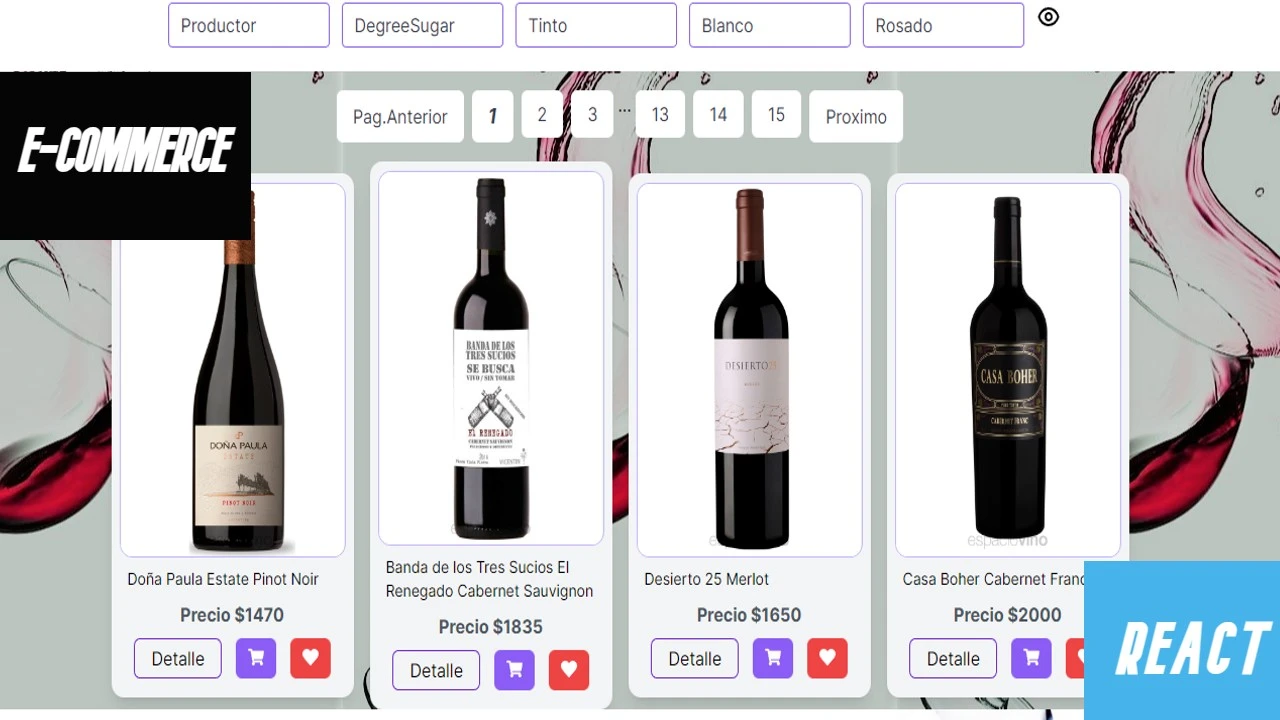 Productor
DegreeSugar
Tinto
Blanco
Rosado
Pag.Anterior
1
2
3
...
13
14
15
Proximo
E-COMMERCE
DOÑA PAULA
ESTATE
PINOT NOIR
BANDA DE LOS
TRES SUCIOS
SE BUSCA
VIVO / SIN TOMAR
EL RENEGADO
CABERNET SAUVIGNON
DESIERTO 25
CASA BOHER
CABERNET FRANC
espaciovino
Doña Paula Estate Pinot Noir
Precio $1470
Detalle
Banda de los Tres Sucios El
Renegado Cabernet Sauvignon
Precio $1835
Detalle
Desierto 25 Merlot
Precio $1650
Detalle
Casa Boher Cabernet Franc
Precio $2000
Detalle
REACT